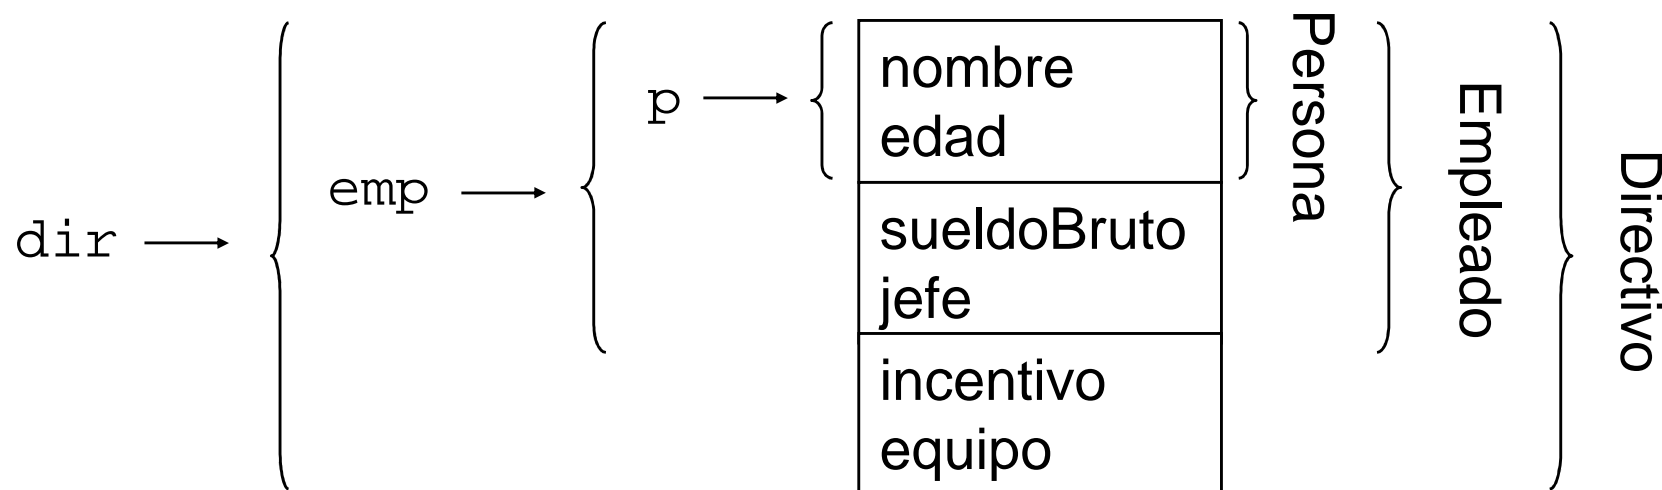 dir
emp
p
nombre
edad
sueldoBruto
jefe
incentivo
equipo
Persona
Empleado
Directivo